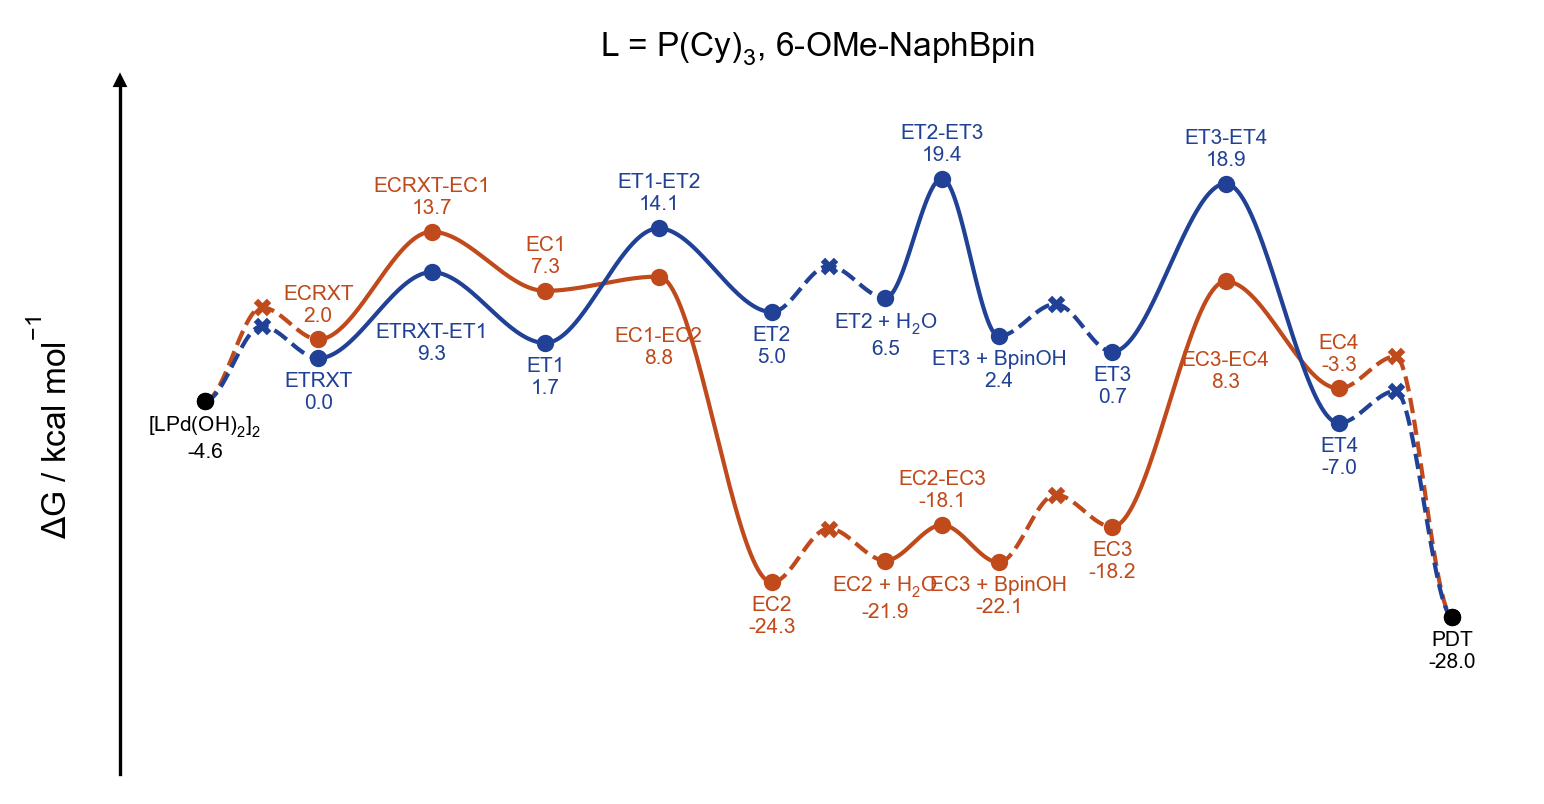 L = P(Cy)₃, 6-OMe-NaphBpin
ΔG / kcal mol⁻¹
[LPd(OH)₂]₂
-4.6
ECRXT
2.0
ETRXT
0.0
ECRXT-EC1
13.7
ETRXT-ET1
9.3
EC1
7.3
ET1
1.7
ET1-ET2
14.1
EC1-EC2
8.8
ET2
5.0
EC2
-24.3
ET2 + H₂O
6.5
EC2 + H₂O
-21.9
ET2-ET3
19.4
EC2-EC3
-18.1
ET3 + BpinOH
2.4
EC3 + BpinOH
-22.1
ET3
0.7
EC3
-18.2
ET3-ET4
18.9
EC3-EC4
8.3
EC4
-3.3
ET4
-7.0
PDT
-28.0